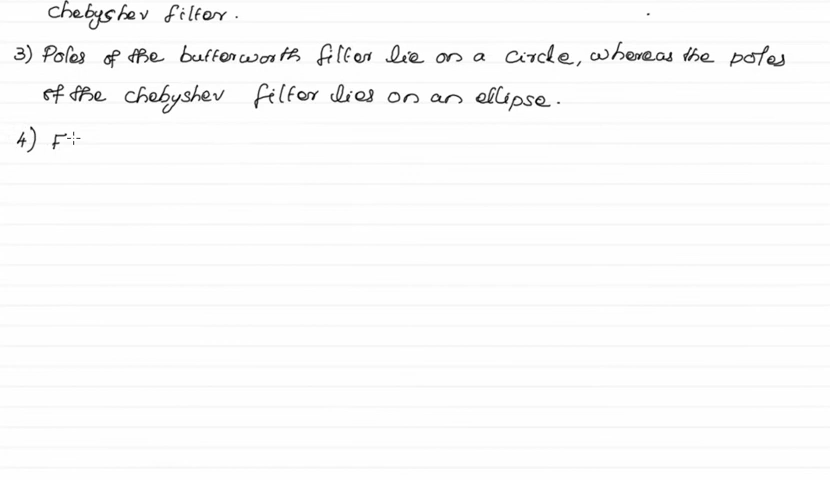 Chebyshev filter.
3) Poles of the butterworth filter lie on a circle, whereas the poles
of the chebyshev filter lies on an ellipse.
4) F